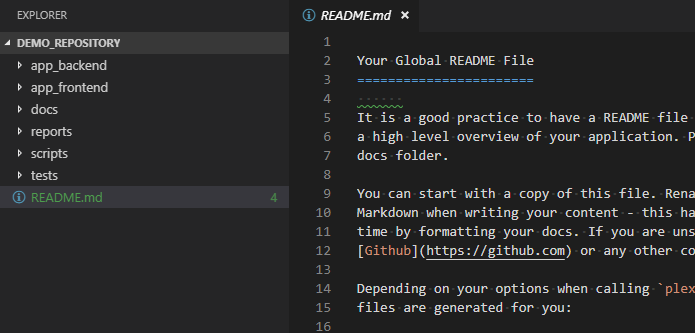 EXPLORER
DEMO_REPOSITORY
app_backend
app_frontend
docs
reports
scripts
tests
README.md 4
README.md ×
1
2 Your Global README File
3 =======================
4
5 It is a good practice to have a README file
6 a high level overview of your application. P
7 docs folder.
8
9 You can start with a copy of this file. Rena
10 Markdown when writing your content - this ha
11 time by formatting your docs. If you are uns
12 [Github](https://github.com) or any other co
13
14 Depending on your options when calling `plex
15 files are generated for you:
16